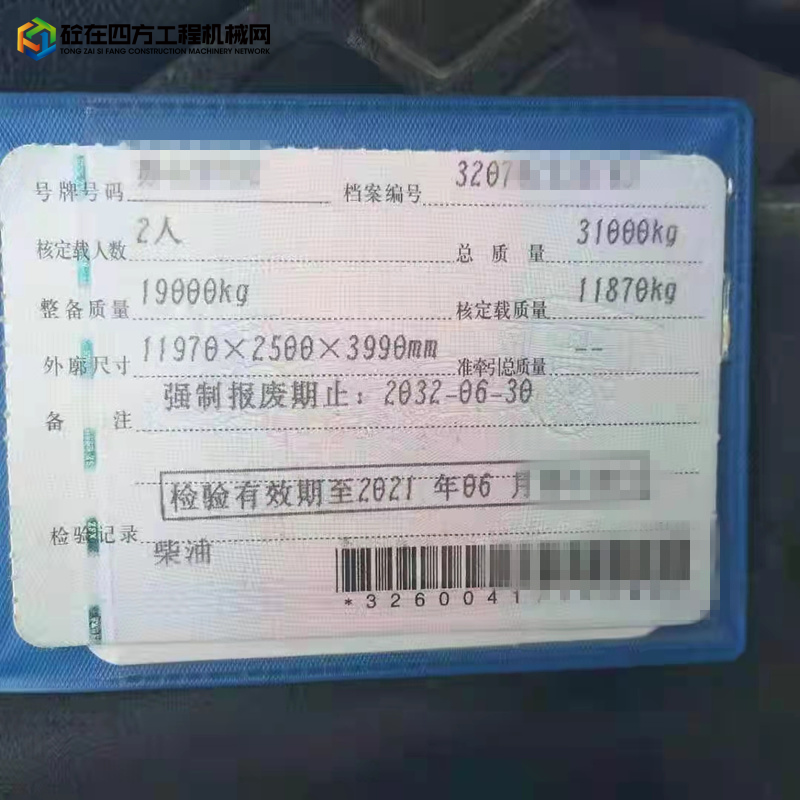 砼在四方工程机械网
TONG ZAI SI FANG CONSTRUCTION MACHINERY NETWORK
号牌号码 档案编号 3207
核定载人数 2人 总质量 31000kg
整备质量 19000kg 核定载质量 11870kg
外廓尺寸 11970×2500×3990mm 准牵引总质量 --
备注 强制报废期止：2032-06-30
检验有效期至2021 年06 月
检验记录
柴油
*3260041